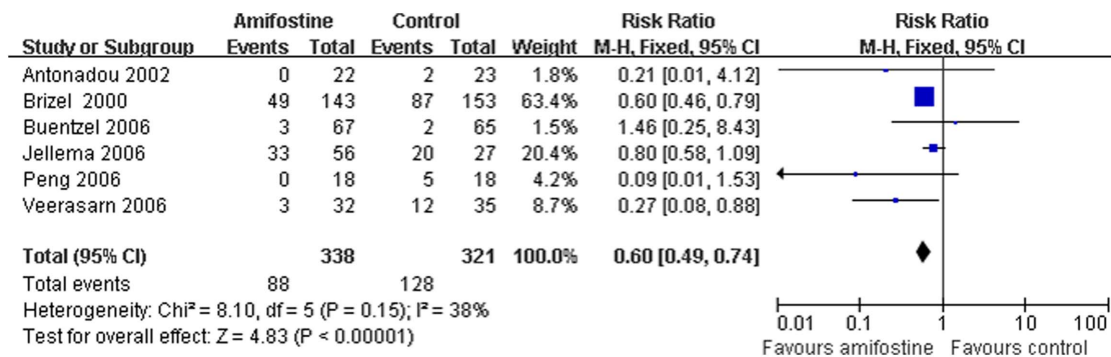 Amifostine Control Risk Ratio Risk Ratio
Study or Subgroup Events Total Events Total Weight M-H, Fixed, 95% CI M-H, Fixed, 95% CI
Antonadou 2002 0 22 2 23 1.8% 0.21 [0.01, 4.12]
Brizel 2000 49 143 87 153 63.4% 0.60 [0.46, 0.79]
Buentzel 2006 3 67 2 65 1.5% 1.46 [0.25, 8.43]
Jellema 2006 33 56 20 27 20.4% 0.80 [0.58, 1.09]
Peng 2006 0 18 5 18 4.2% 0.09 [0.01, 1.53]
Veerasarn 2006 3 32 12 35 8.7% 0.27 [0.08, 0.88]
Total (95% CI) 338 321 100.0% 0.60 [0.49, 0.74]
Total events 88 128
Heterogeneity: Chi² = 8.10, df = 5 (P = 0.15); I² = 38%
Test for overall effect: Z = 4.83 (P < 0.00001)
0.01 0.1 1 10 100
Favours amifostine Favours control